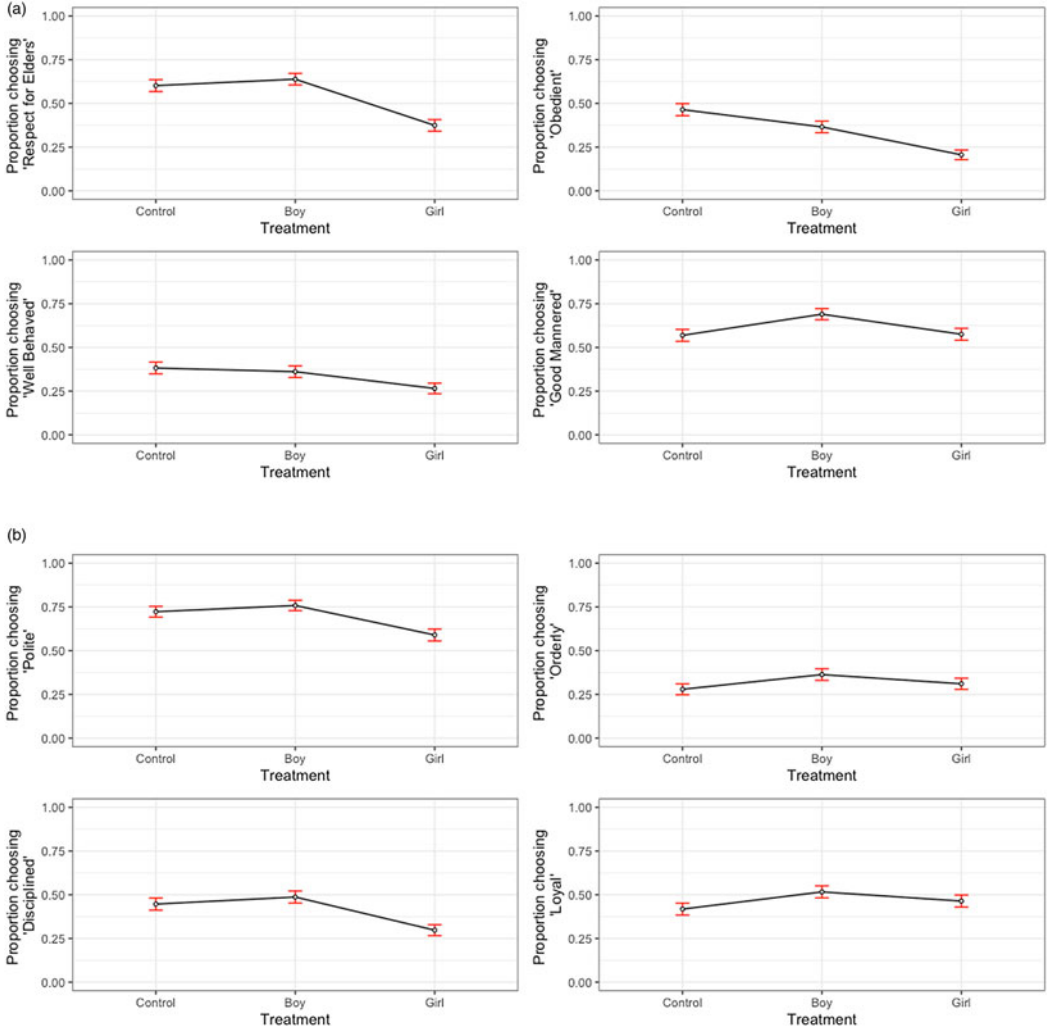 (a)
Proportion choosing
'Respect for Elders'
1.00
0.75
0.50
0.25
0.00
Control Boy Girl
Treatment
Proportion choosing
'Obedient'
1.00
0.75
0.50
0.25
0.00
Control Boy Girl
Treatment
Proportion choosing
'Well Behaved'
1.00
0.75
0.50
0.25
0.00
Control Boy Girl
Treatment
Proportion choosing
'Good Mannered'
1.00
0.75
0.50
0.25
0.00
Control Boy Girl
Treatment
(b)
Proportion choosing
'Polite'
1.00
0.75
0.50
0.25
0.00
Control Boy Girl
Treatment
Proportion choosing
'Orderly'
1.00
0.75
0.50
0.25
0.00
Control Boy Girl
Treatment
Proportion choosing
'Disciplined'
1.00
0.75
0.50
0.25
0.00
Control Boy Girl
Treatment
Proportion choosing
'Loyal'
1.00
0.75
0.50
0.25
0.00
Control Boy Girl
Treatment